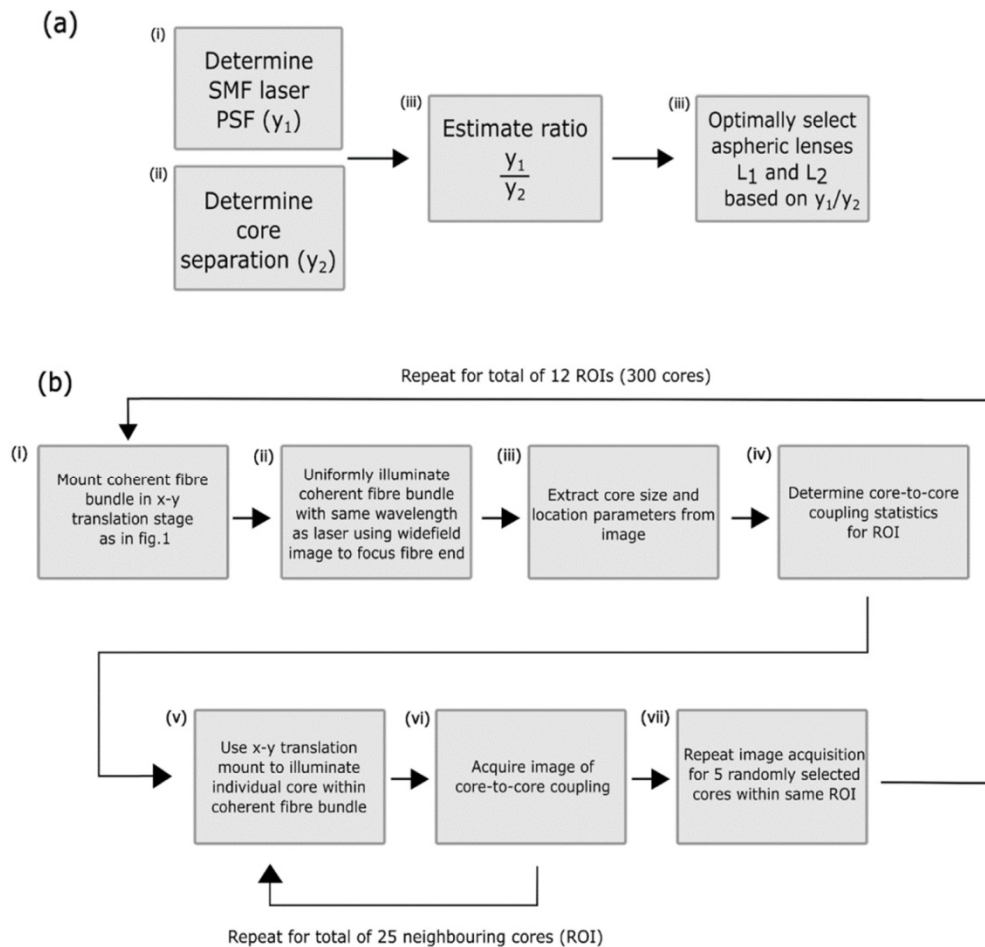 (a)
(i)
Determine
SMF laser
PSF (y₁)
(ii)
Determine
core
separation (y₂)
(iii)
Estimate ratio
y₁
y₂
(iii)
Optimally select
aspheric lenses
L₁ and L₂
based on y₁/y₂
(b)
Repeat for total of 12 ROIs (300 cores)
(i)
Mount coherent fibre
bundle in x-y
translation stage
as in fig.1
(ii)
Uniformly illuminate
coherent fibre bundle
with same wavelength
as laser using widefield
image to focus fibre end
(iii)
Extract core size and
location parameters from
image
(iv)
Determine core-to-core
coupling statistics
for ROI
(v)
Use x-y translation
mount to illuminate
individual core within
coherent fibre bundle
(vi)
Acquire image of
core-to-core coupling
(vii)
Repeat image acquisition
for 5 randomly selected
cores within same ROI
Repeat for total of 25 neighbouring cores (ROI)